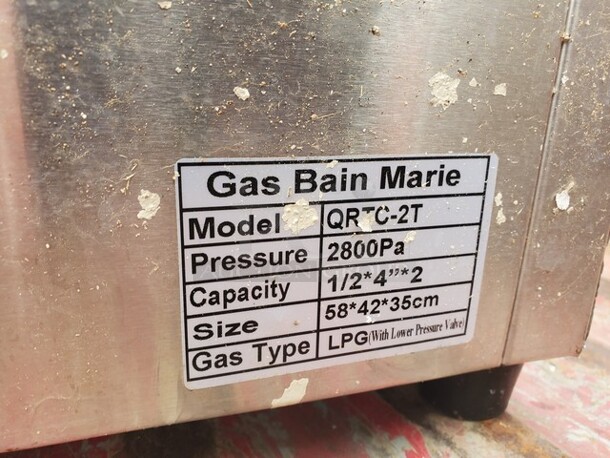 Gas Bain Marie
Model QRTC-2T
Pressure 2800Pa
Capacity 1/2*4"*2
Size 58*42*35cm
Gas Type LPG(With Lower Pressure Valve)